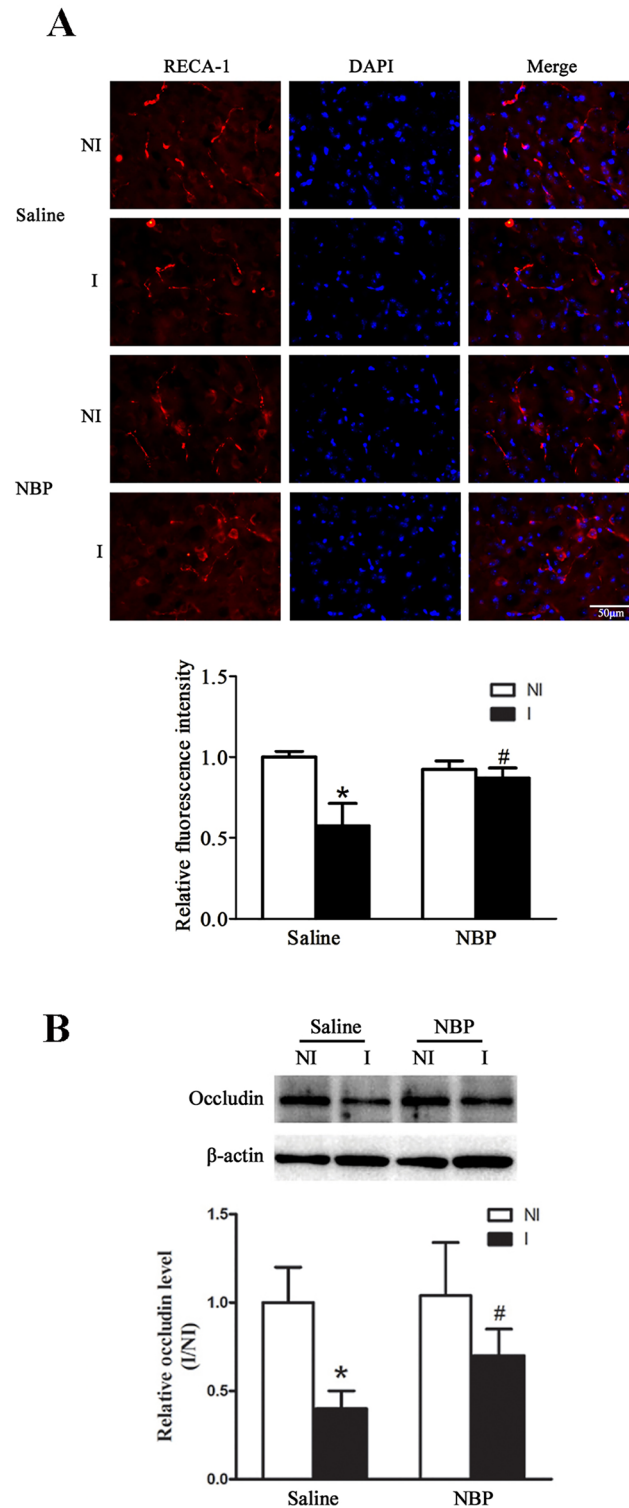 A
RECA-1 DAPI Merge
NI
Saline
I
NI
NBP
I
50μm
Relative fluorescence intensity
1.5
1.0
0.5
0.0
NI
I
*
#
Saline NBP
B
Saline NBP
NI I NI I
Occludin
β-actin
Relative occludin level
(I/NI)
1.5
1.0
0.5
0.0
NI
I
*
#
Saline NBP